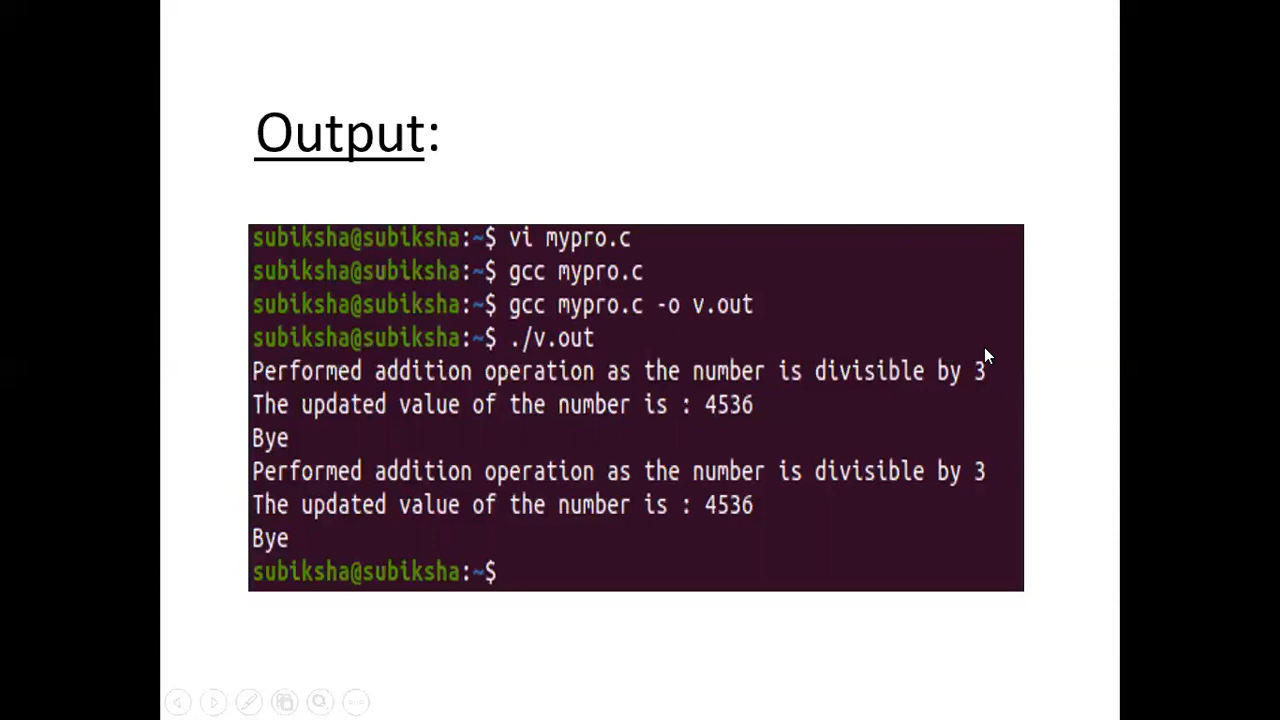 Output:
subiksha@subiksha:~$ vi mypro.c
subiksha@subiksha:~$ gcc mypro.c
subiksha@subiksha:~$ gcc mypro.c -o v.out
subiksha@subiksha:~$ ./v.out
Performed addition operation as the number is divisible by 3
The updated value of the number is : 4536
Bye
Performed addition operation as the number is divisible by 3
The updated value of the number is : 4536
Bye
subiksha@subiksha:~$